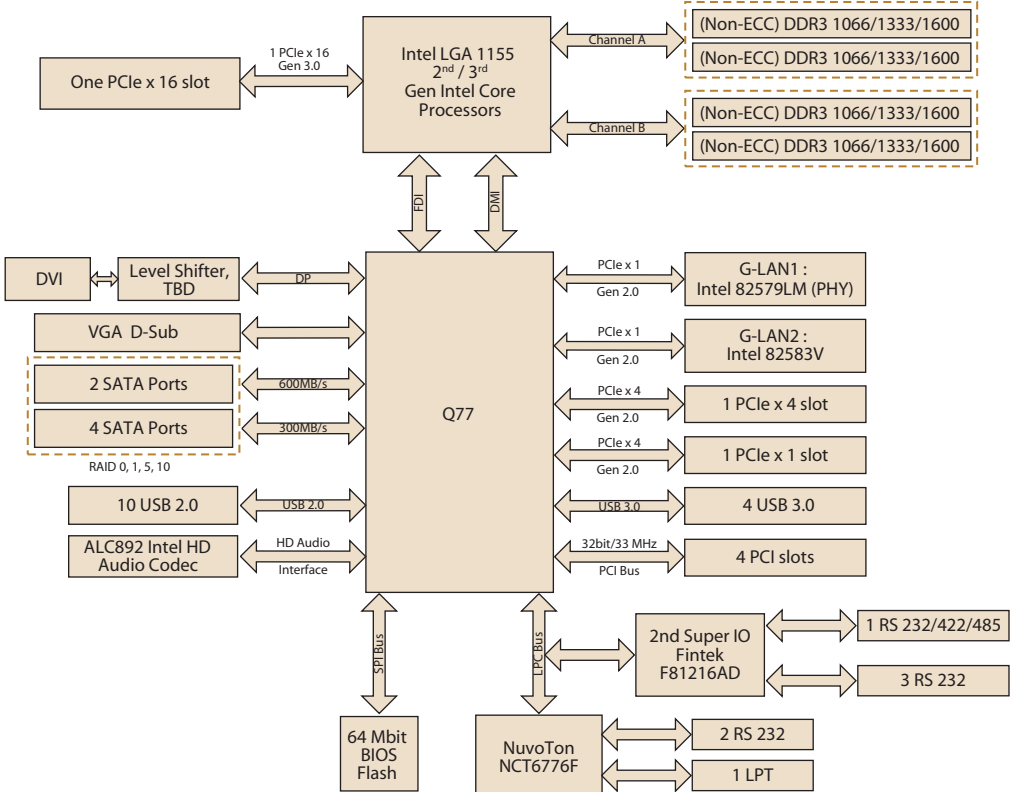 One PCIe x 16 slot
1 PCIe x 16
Gen 3.0
Intel LGA 1155
2nd / 3rd
Gen Intel Core
Processors
Channel A
(Non-ECC) DDR3 1066/1333/1600
(Non-ECC) DDR3 1066/1333/1600
Channel B
(Non-ECC) DDR3 1066/1333/1600
(Non-ECC) DDR3 1066/1333/1600
FDI
DMI
DVI
Level Shifter,
TBD
DP
VGA D-Sub
2 SATA Ports
600MB/s
4 SATA Ports
300MB/s
RAID 0, 1, 5, 10
10 USB 2.0
USB 2.0
ALC892 Intel HD
Audio Codec
HD Audio
Interface
Q77
PCIe x 1
Gen 2.0
G-LAN1 :
Intel 82579LM (PHY)
PCIe x 1
Gen 2.0
G-LAN2 :
Intel 82583V
PCIe x 4
Gen 2.0
1 PCIe x 4 slot
PCIe x 4
Gen 2.0
1 PCIe x 1 slot
USB 3.0
4 USB 3.0
32bit/33 MHz
PCI Bus
4 PCI slots
SPI Bus
LPC Bus
2nd Super IO
Fintek
F81216AD
1 RS 232/422/485
3 RS 232
64 Mbit
BIOS
Flash
NuvoTon
NCT6776F
2 RS 232
1 LPT